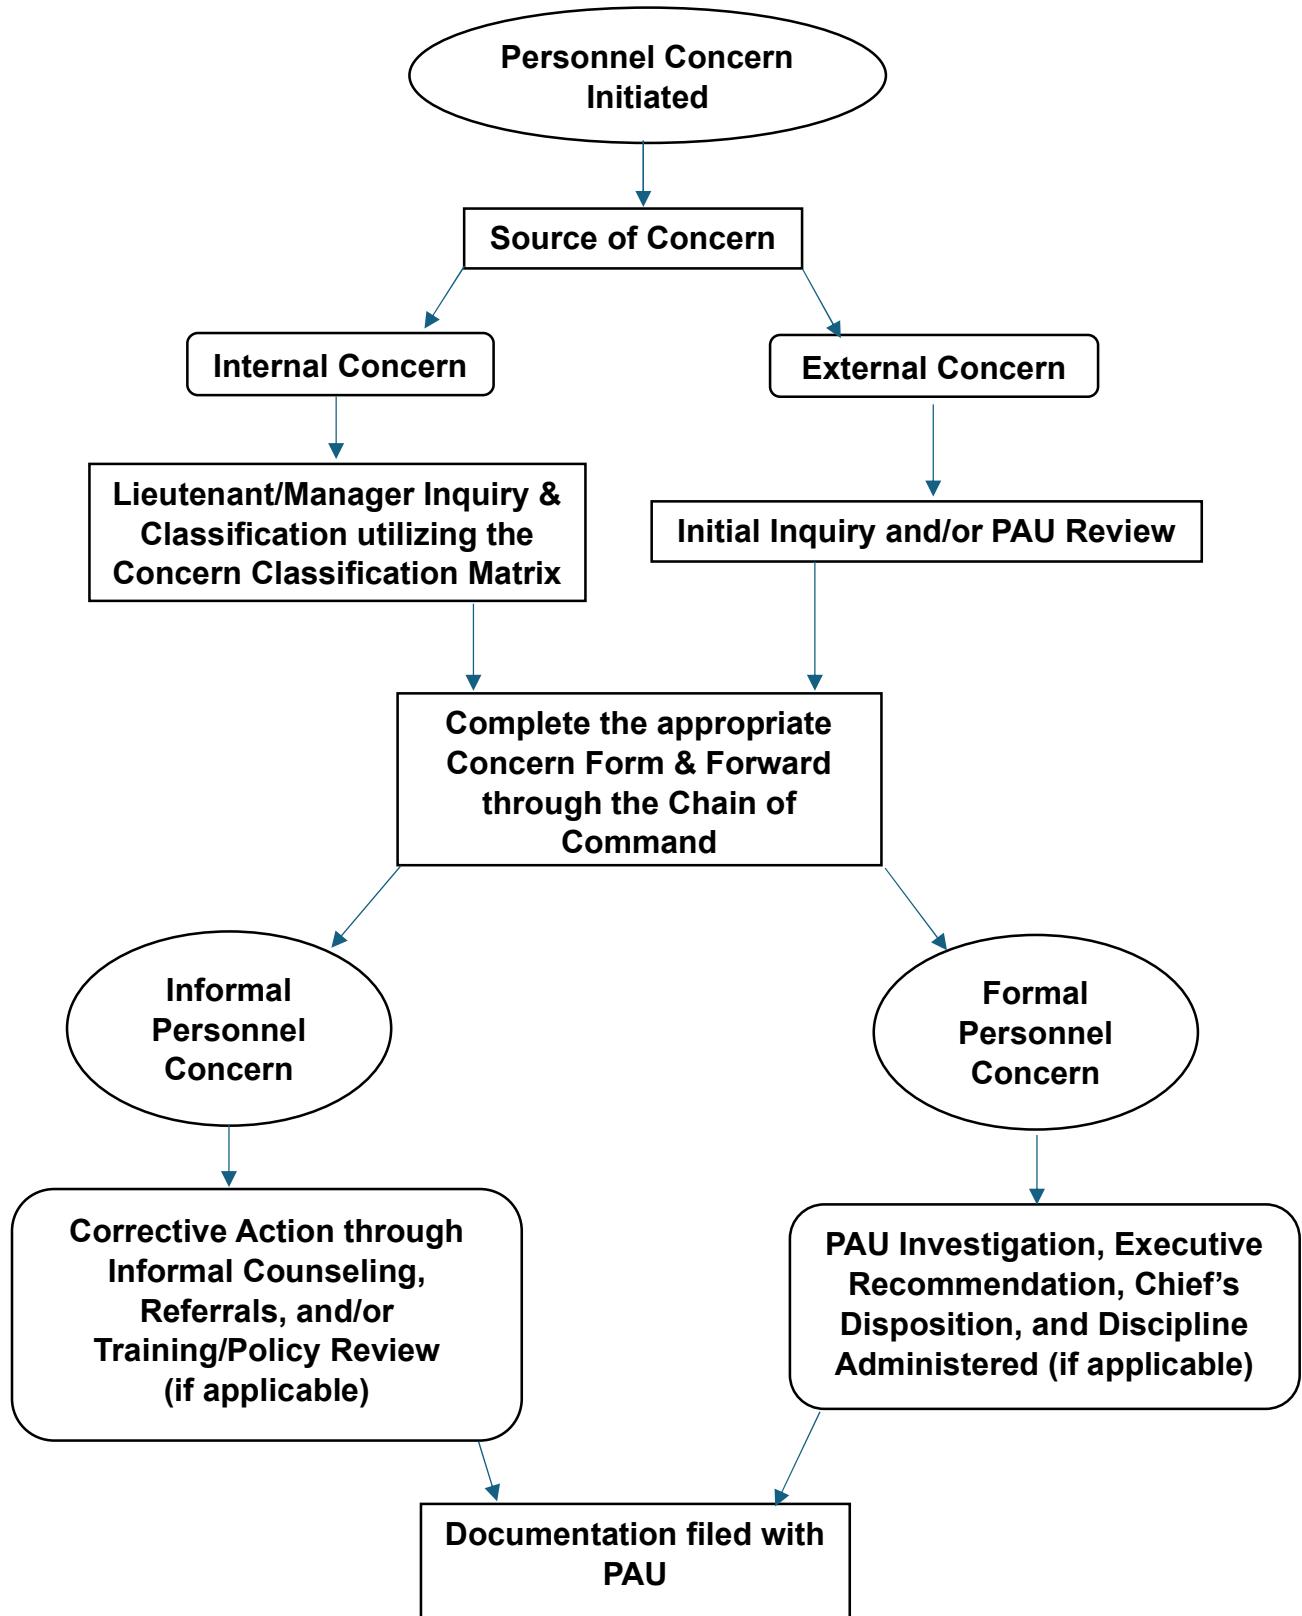 Personnel Concern
Initiated
Source of Concern
Internal Concern
External Concern
Lieutenant/Manager Inquiry &
Classification utilizing the
Concern Classification Matrix
Initial Inquiry and/or PAU Review
Complete the appropriate
Concern Form & Forward
through the Chain of
Command
Informal
Personnel
Concern
Formal
Personnel
Concern
Corrective Action through
Informal Counseling,
Referrals, and/or
Training/Policy Review
(if applicable)
PAU Investigation, Executive
Recommendation, Chief’s
Disposition, and Discipline
Administered (if applicable)
Documentation filed with
PAU